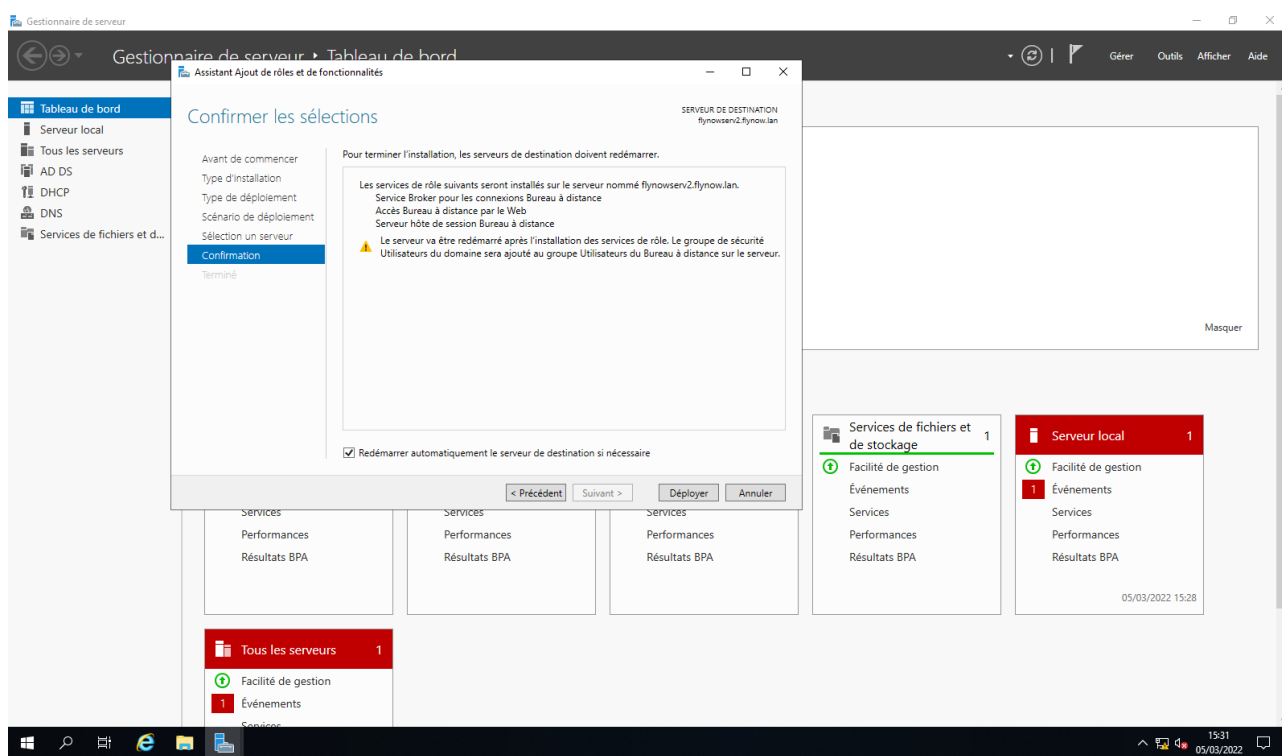 Gestionnaire de serveur
Gestionnaire de serveur ‣ Tableau de bord
Gérer Outils Afficher Aide
Tableau de bord
Serveur local
Tous les serveurs
AD DS
DHCP
DNS
Services de fichiers et d...
Assistant Ajout de rôles et de fonctionnalités
Confirmer les sélections
SERVEUR DE DESTINATION
flynowserv2.flynow.lan
Avant de commencer
Type d'installation
Type de déploiement
Scénario de déploiement
Sélection un serveur
Confirmation
Terminé
Pour terminer l'installation, les serveurs de destination doivent redémarrer.
Les services de rôle suivants seront installés sur le serveur nommé flynowserv2.flynow.lan.
Service Broker pour les connexions Bureau à distance
Accès Bureau à distance par le Web
Serveur hôte de session Bureau à distance
Le serveur va être redémarré après l'installation des services de rôle. Le groupe de sécurité
Utilisateurs du domaine sera ajouté au groupe Utilisateurs du Bureau à distance sur le serveur.
Redémarrer automatiquement le serveur de destination si nécessaire
< Précédent Suivant > Déployer Annuler
Masquer
Services
Performances
Résultats BPA
Services
Performances
Résultats BPA
Services
Performances
Résultats BPA
Services de fichiers et
de stockage
1
Facilité de gestion
Événements
Services
Performances
Résultats BPA
Serveur local 1
Facilité de gestion
1 Événements
Services
Performances
Résultats BPA
05/03/2022 15:28
Tous les serveurs 1
Facilité de gestion
1 Événements
Services
15:31
05/03/2022